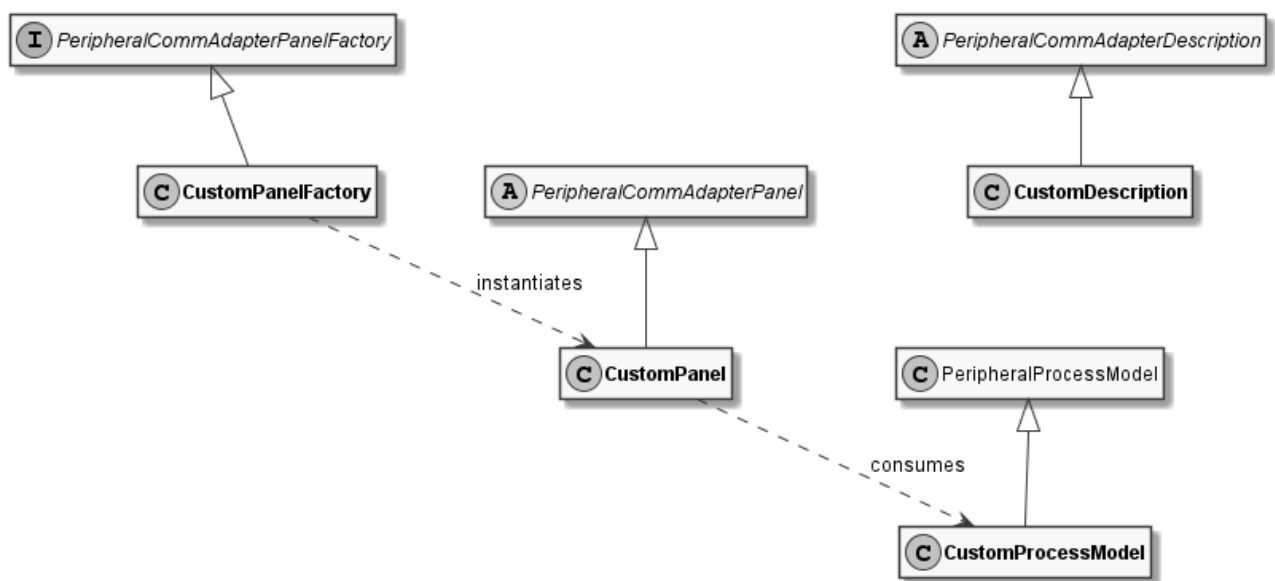 I PeripheralCommAdapterPanelFactory
A PeripheralCommAdapterDescription
C CustomPanelFactory
A PeripheralCommAdapterPanel
C CustomDescription
instantiates
C CustomPanel
C PeripheralProcessModel
consumes
C CustomProcessModel